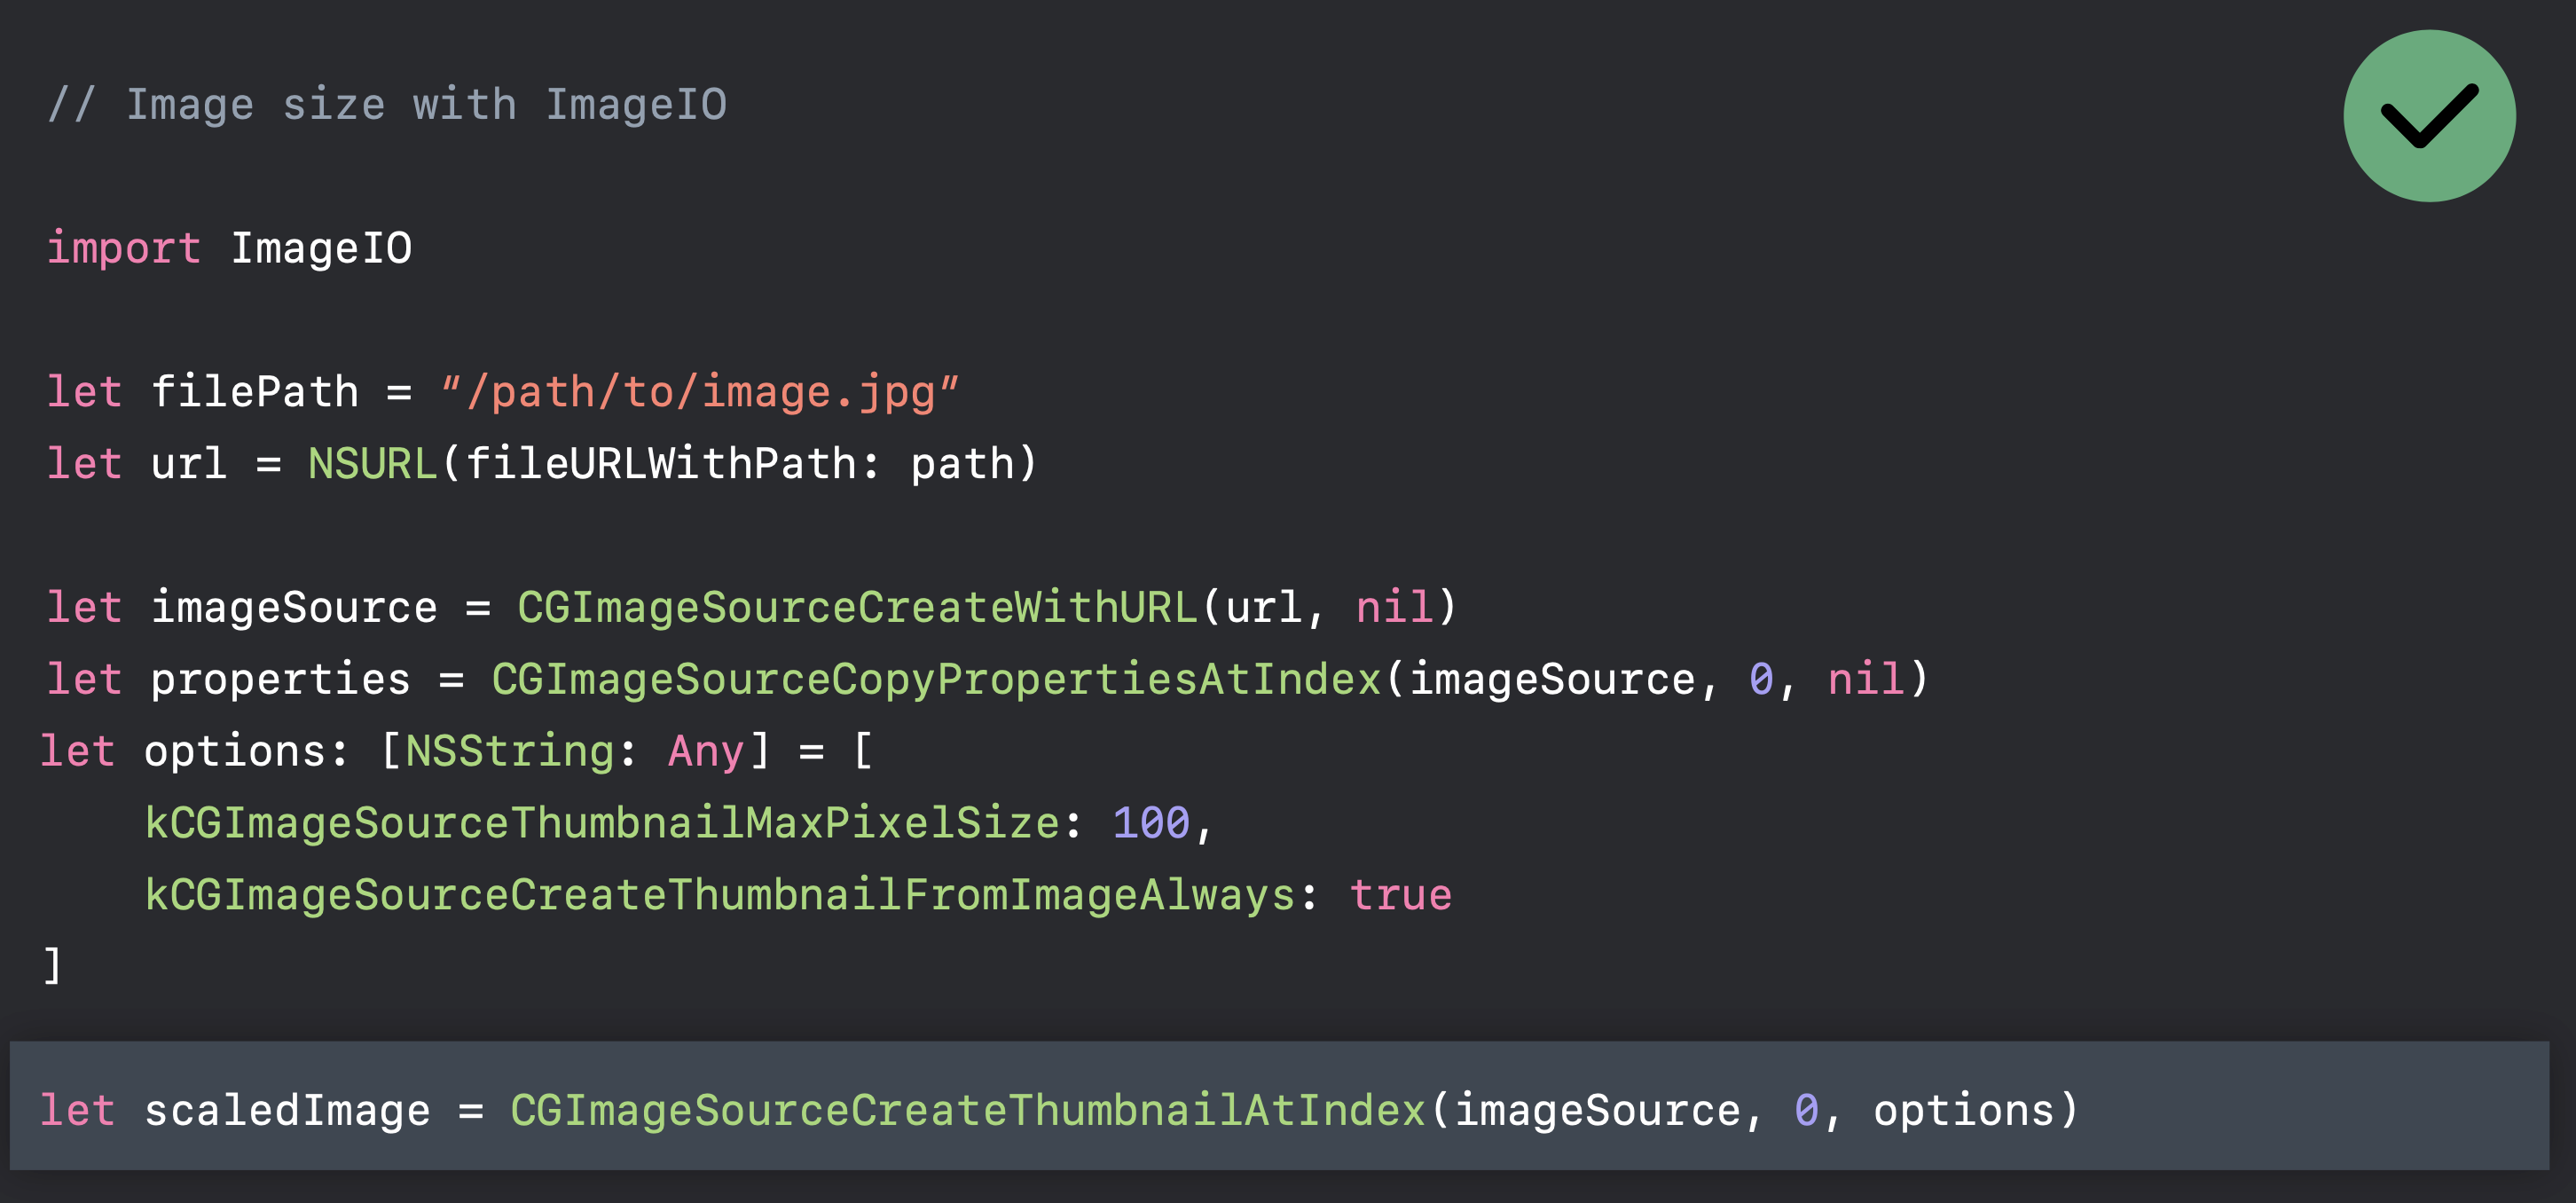 // Image size with ImageIO
import ImageIO
let filePath = “/path/to/image.jpg”
let url = NSURL(fileURLWithPath: path)
let imageSource = CGImageSourceCreateWithURL(url, nil)
let properties = CGImageSourceCopyPropertiesAtIndex(imageSource, 0, nil)
let options: [NSString: Any] = [
    kCGImageSourceThumbnailMaxPixelSize: 100,
    kCGImageSourceCreateThumbnailFromImageAlways: true
]
let scaledImage = CGImageSourceCreateThumbnailAtIndex(imageSource, 0, options)